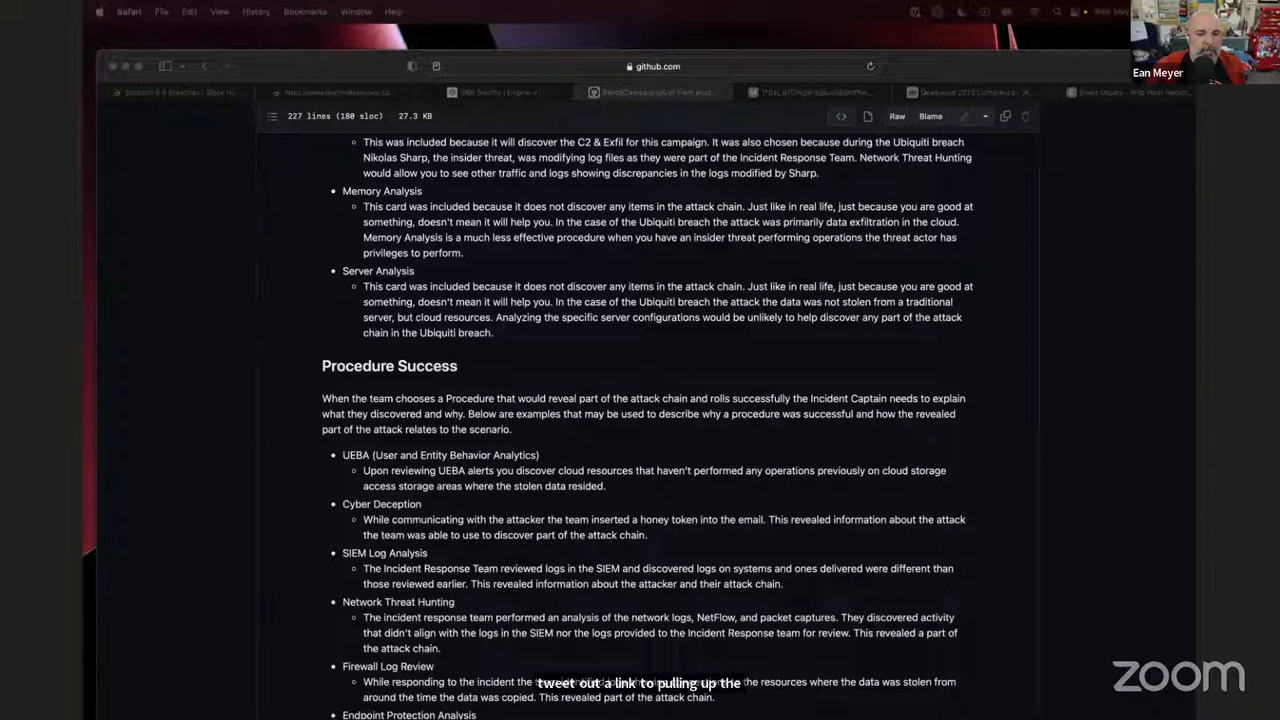 Safari File Edit View History Bookmarks Window Help
Ean Meyer
github.com
227 lines (180 sloc) 27.3 KB
Raw Blame
This was included because it will discover the C2 & Exfil for this campaign. It was also chosen because during the Ubiquiti breach
Nikolas Sharp, the insider threat, was modifying log files as they were part of the Incident Response Team. Network Threat Hunting
would allow you to see other traffic and logs showing discrepancies in the logs modified by Sharp.
Memory Analysis
This card was included because it does not discover any items in the attack chain. Just like in real life, just because you are good at
something, doesn't mean it will help you. In the case of the Ubiquiti breach the attack was primarily data exfiltration in the cloud.
Memory Analysis is a much less effective procedure when you have an insider threat performing operations the threat actor has
privileges to perform.
Server Analysis
This card was included because it does not discover any items in the attack chain. Just like in real life, just because you are good at
something, doesn't mean it will help you. In the case of the Ubiquiti breach the attack the data was not stolen from a traditional
server, but cloud resources. Analyzing the specific server configurations would be unlikely to help discover any part of the attack
chain in the Ubiquiti breach.
Procedure Success
When the team chooses a Procedure that would reveal part of the attack chain and rolls successfully the Incident Captain needs to explain
what they discovered and why. Below are examples that may be used to describe why a procedure was successful and how the revealed
part of the attack relates to the scenario.
UEBA (User and Entity Behavior Analytics)
Upon reviewing UEBA alerts you discover cloud resources that haven't performed any operations previously on cloud storage
access storage areas where the stolen data resided.
Cyber Deception
While communicating with the attacker the team inserted a honey token into the email. This revealed information about the attack
the team was able to use to discover part of the attack chain.
SIEM Log Analysis
The Incident Response Team reviewed logs in the SIEM and discovered logs on systems and ones delivered were different than
those reviewed earlier. This revealed information about the attacker and their attack chain.
Network Threat Hunting
The incident response team performed an analysis of the network logs, NetFlow, and packet captures. They discovered activity
that didn't align with the logs in the SIEM nor the logs provided to the Incident Response team for review. This revealed a part of
the attack chain.
Firewall Log Review
While responding to the incident the the resources where the data was stolen from
tweet out a link to pulling up the
around the time the data was copied. This revealed part of the attack chain.
Endpoint Protection Analysis
zoom